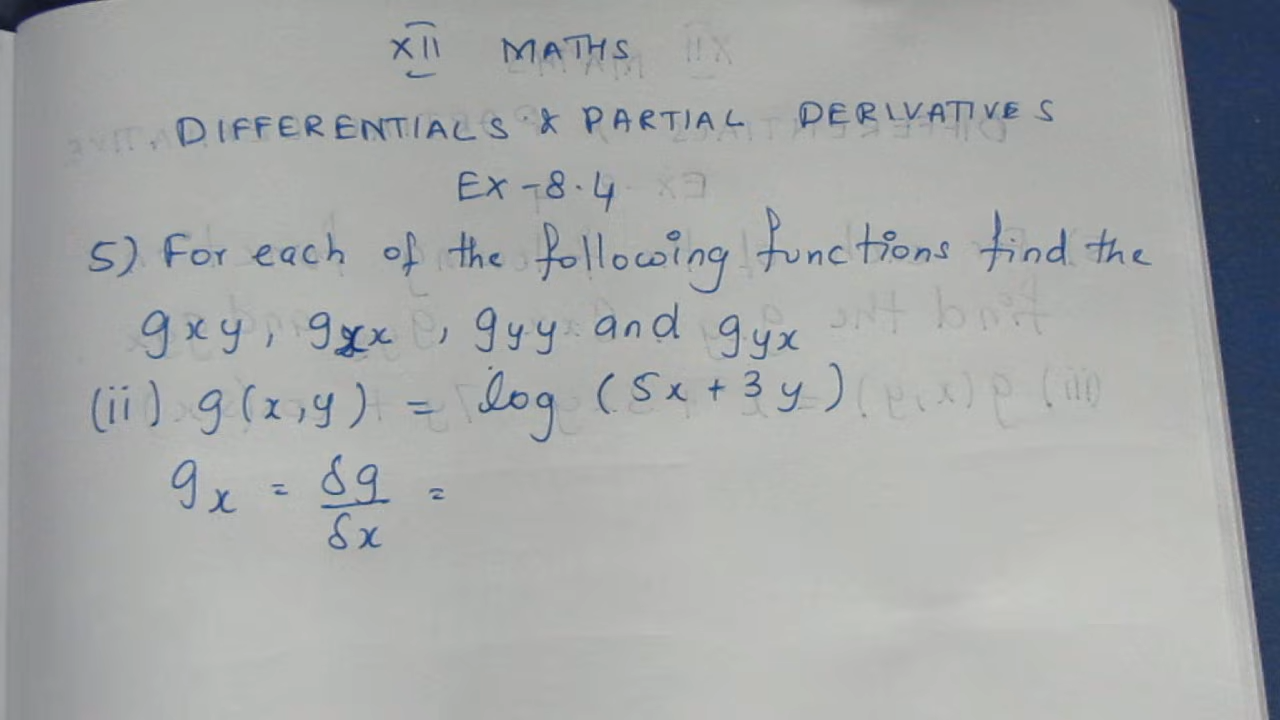 XII MATHS
DIFFERENTIALS & PARTIAL DERIVATIVES
EX-8.4
5) For each of the following functions find the
gxy, gxx, gyy and gyx
(ii) g(x,y) = log (5x+3y)
gx = δg/δx =